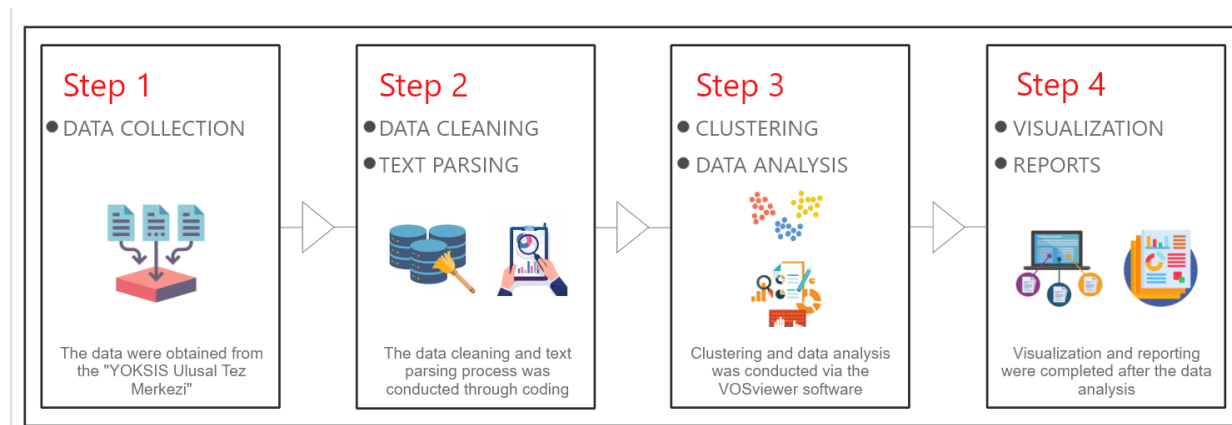 Step 1
DATA COLLECTION
The data were obtained from
the "YOKSIS Ulusal Tez
Merkezi"
Step 2
DATA CLEANING
TEXT PARSING
The data cleaning and text
parsing process was
conducted through coding
Step 3
CLUSTERING
DATA ANALYSIS
Clustering and data analysis
was conducted via the
VOSviewer software
Step 4
VISUALIZATION
REPORTS
Visualization and reporting
were completed after the data
analysis